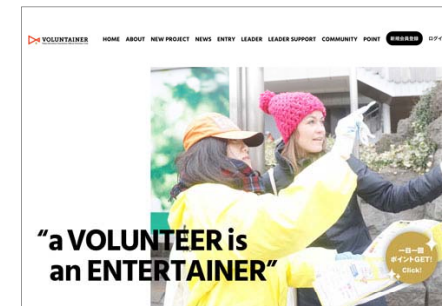 VOLUNTAINER
HOME ABOUT NEW PROJECT NEWS ENTRY LEADER LEADER SUPPORT COMMUNITY POINT 新規会員登録 ログイ
"a VOLUNTEER is
an ENTERTAINER"
一日一回
ポイントGET!
Click!